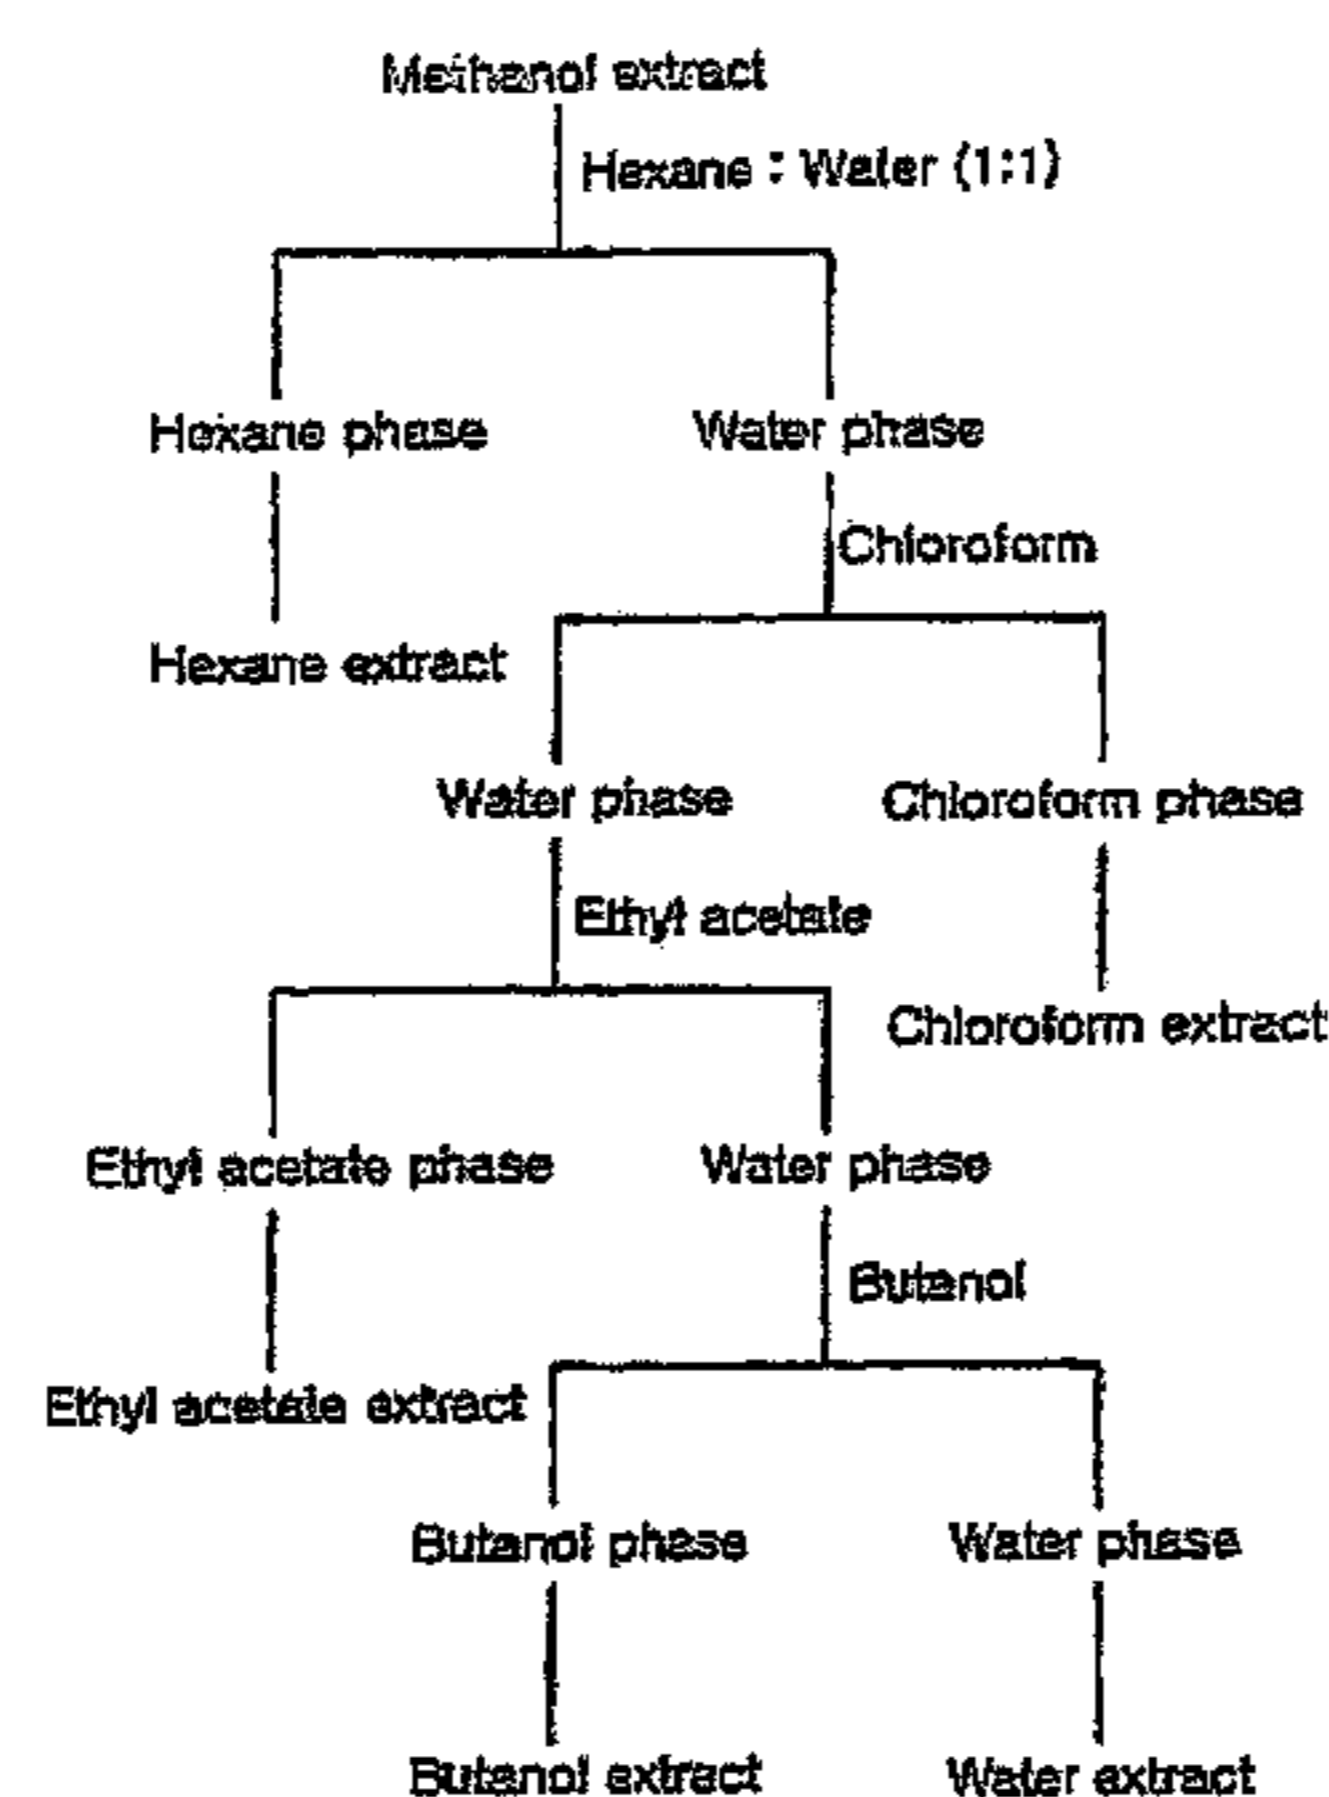 Methanol extract
Hexane : Water (1:1)
Hexane phase
Water phase
Chloroform
Hexane extract
Water phase
Chloroform phase
Ethyl acetate
Chloroform extract
Ethyl acetate phase
Water phase
Butanol
Ethyl acetate extract
Butanol phase
Water phase
Butanol extract
Water extract